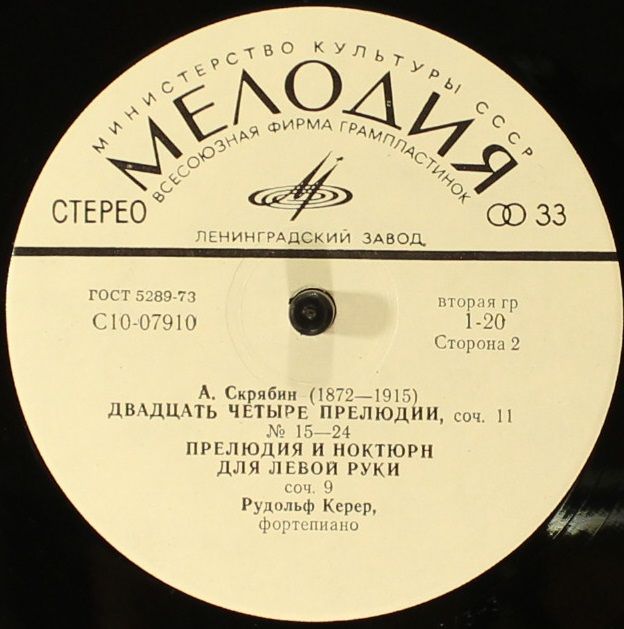 МИНИСТЕРСТВО КУЛЬТУРЫ СССР
МЕЛОДИЯ
ВСЕСОЮЗНАЯ ФИРМА ГРАМПЛАСТИНОК
СТЕРЕО
33
ЛЕНИНГРАДСКИЙ ЗАВОД
ГОСТ 5289-73
С10-07910
вторая гр
1-20
Сторона 2
А. Скрябин (1872—1915)
ДВАДЦАТЬ ЧЕТЫРЕ ПРЕЛЮДИИ, соч. 11
№ 15—24
ПРЕЛЮДИЯ И НОКТЮРН
ДЛЯ ЛЕВОЙ РУКИ
соч. 9
Рудольф Керер,
фортепиано